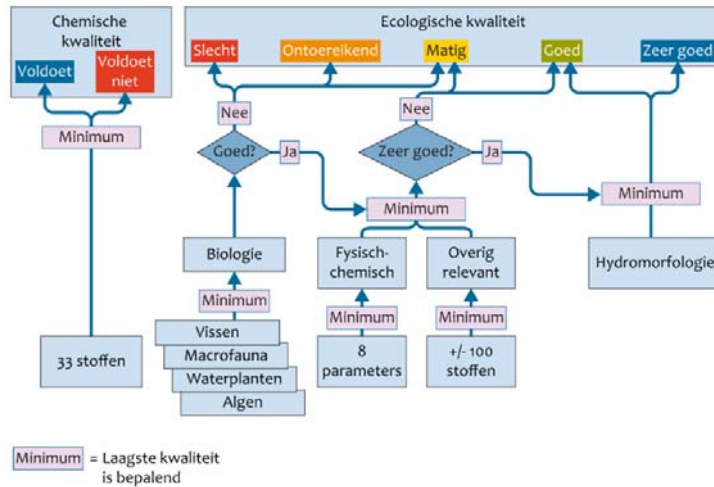 Chemische
kwaliteit
Voldoet
Voldoet
niet
Minimum
33 stoffen
Ecologische kwaliteit
Slecht
Ontoereikend
Matig
Goed
Zeer goed
Nee
Nee
Goed?
Ja
Zeer goed?
Ja
Minimum
Minimum
Biologie
Fysisch-
chemisch
Overig
relevant
Hydromorfologie
Minimum
Minimum
Minimum
Vissen
Macrofauna
Waterplanten
Algen
8
parameters
+/- 100
stoffen
Minimum = Laagste kwaliteit
is bepalend